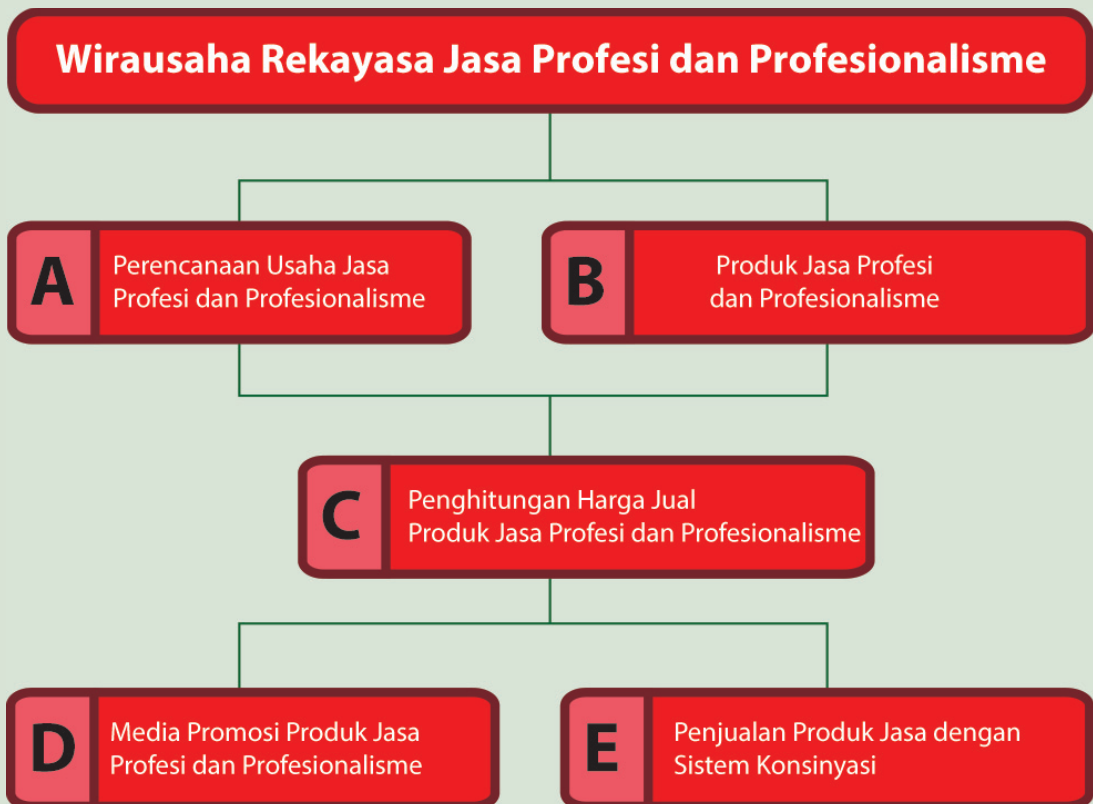 Wirausaha Rekayasa Jasa Profesi dan Profesionalisme
A
Perencanaan Usaha Jasa
Profesi dan Profesionalisme
B
Produk Jasa Profesi
dan Profesionalisme
C
Penghitungan Harga Jual
Produk Jasa Profesi dan Profesionalisme
D
Media Promosi Produk Jasa
Profesi dan Profesionalisme
E
Penjualan Produk Jasa dengan
Sistem Konsinyasi